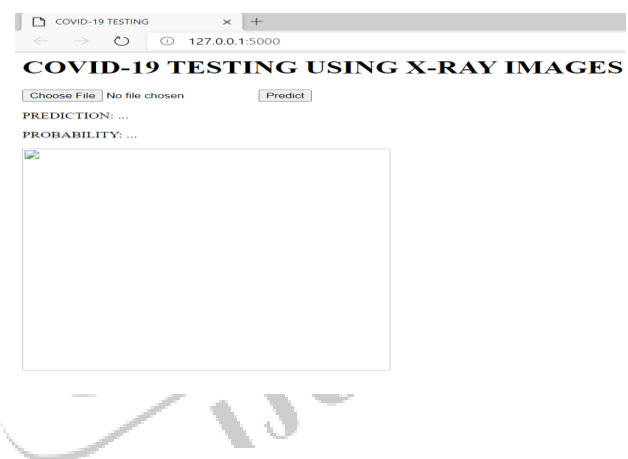 COVID-19 TESTING
127.0.0.1:5000
COVID-19 TESTING USING X-RAY IMAGES
Choose File No file chosen Predict
PREDICTION: ...
PROBABILITY: ...